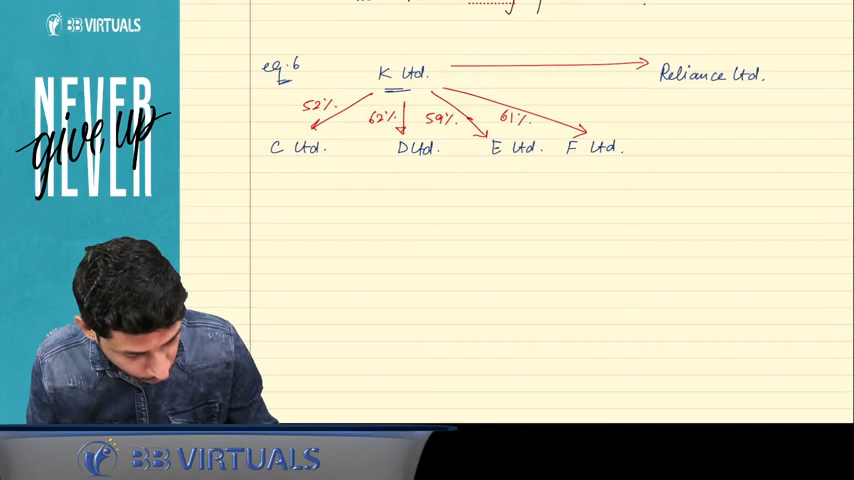 BB VIRTUALS
NEVER
give up
NEVER
eg.6
K Ltd.
Reliance Ltd.
52%.
62%.
59%.
61%.
C Ltd.
D Ltd.
E Ltd.
F Ltd.
BB VIRTUALS